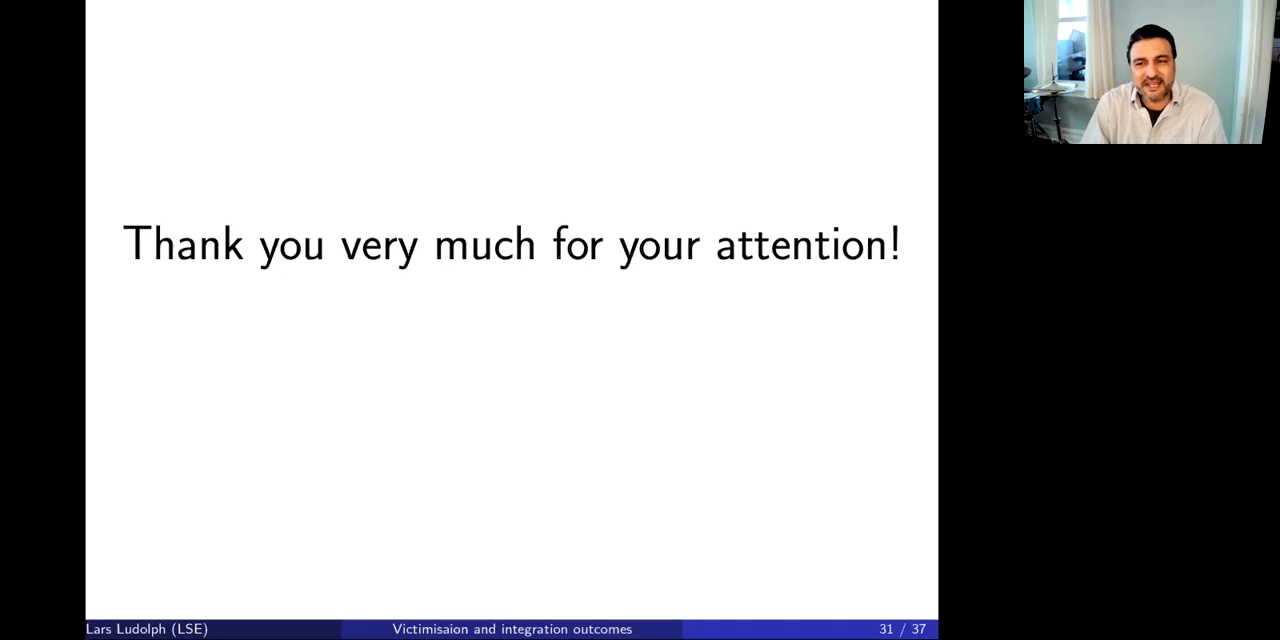 Thank you very much for your attention!
Lars Ludolph (LSE) Victimisaion and integration outcomes 31 / 37